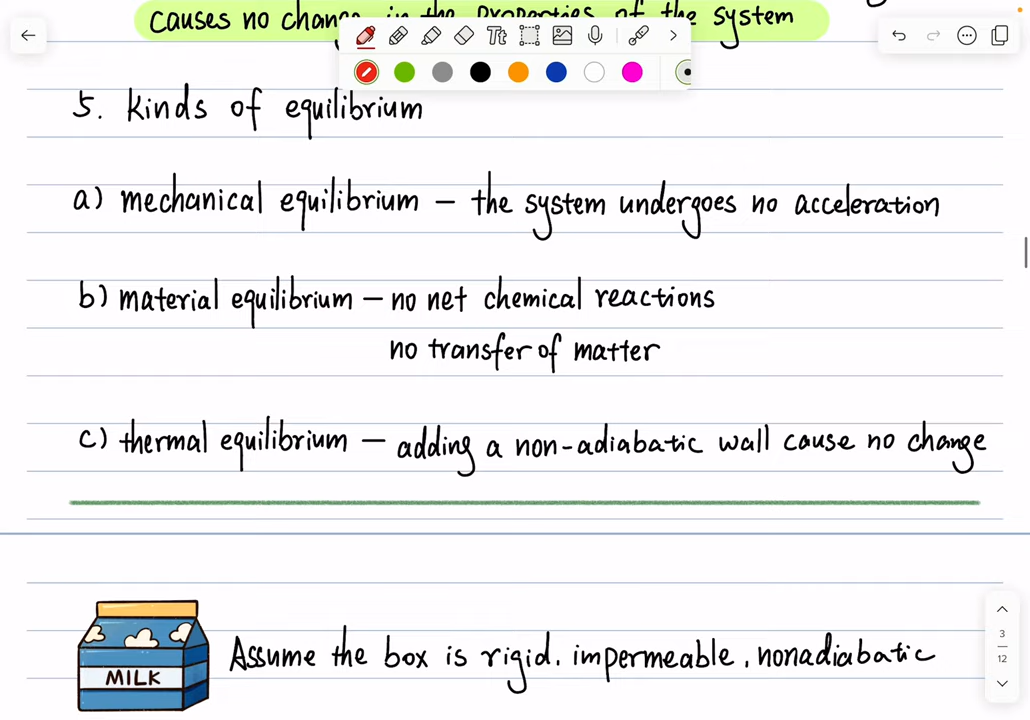 causes no change in the properties of the system
Tt
5. kinds of equilibrium
a) mechanical equilibrium – the system undergoes no acceleration
b) material equilibrium – no net chemical reactions
no transfer of matter
c) thermal equilibrium – adding a non-adiabatic wall cause no change
3
12
MILK
Assume the box is rigid. impermeable, nonadiabatic